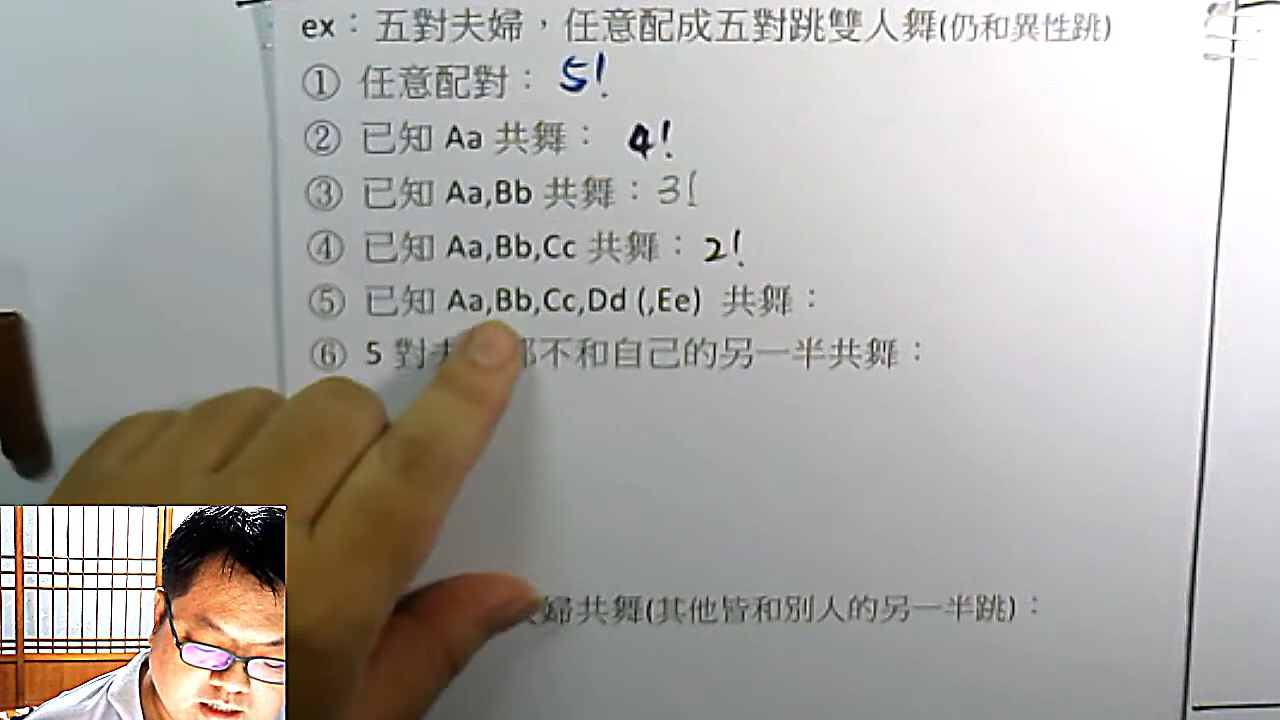 ex：五對夫婦，任意配成五對跳雙人舞(仍和異性跳)
① 任意配對： 5!
② 已知 Aa 共舞： 4!
③ 已知 Aa,Bb 共舞：3!
④ 已知 Aa,Bb,Cc 共舞： 2!
⑤ 已知 Aa,Bb,Cc,Dd (,Ee) 共舞：
⑥ 5 對夫都不和自己的另一半共舞：
婦共舞(其他皆和別人的另一半跳)：